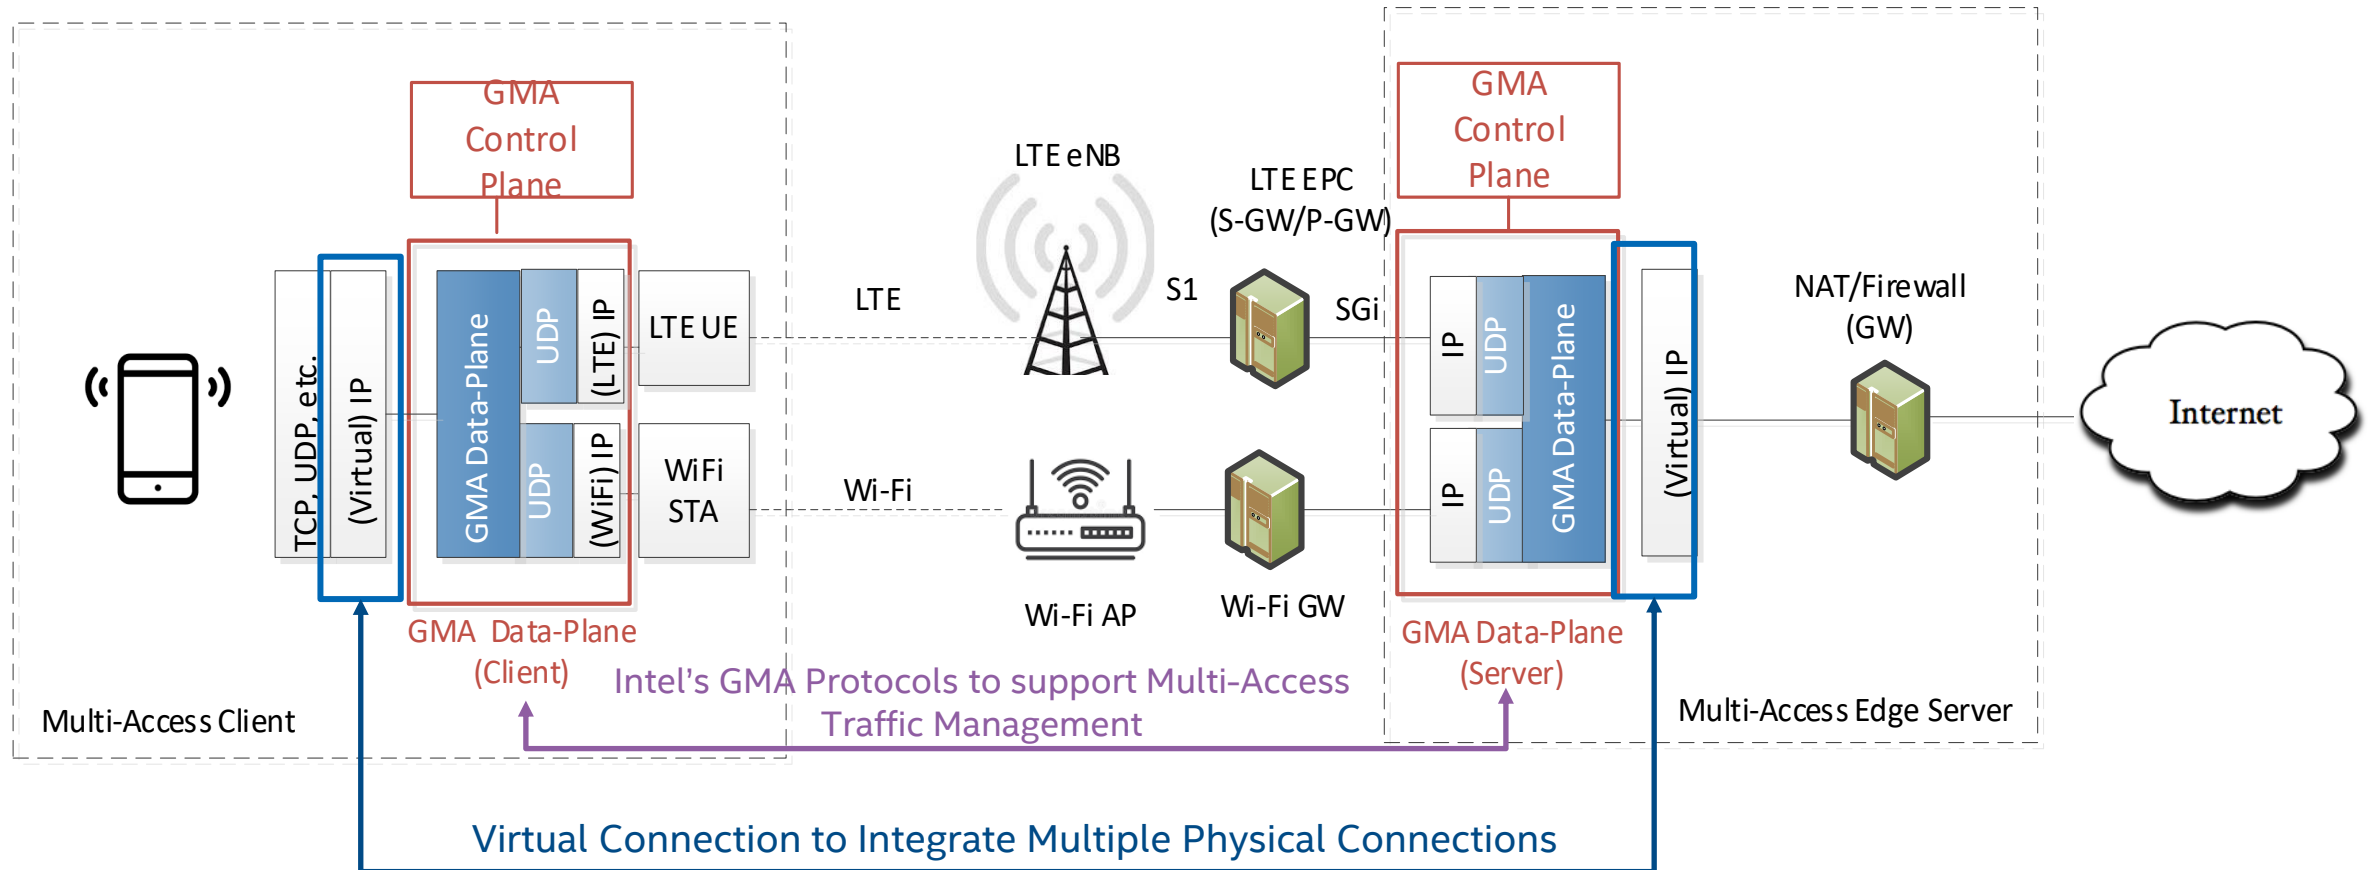 GMA
Control
Plane
TCP, UDP, etc.
(Virtual) IP
GMA Data-Plane
UDP
(LTE) IP
LTE UE
UDP
(WiFi) IP
WiFi
STA
GMA Data-Plane
(Client)
Multi-Access Client
LTE
Wi-Fi
LTE eNB
Wi-Fi AP
S1
LTE EPC
(S-GW/P-GW)
SGi
Wi-Fi GW
GMA
Control
Plane
IP
UDP
IP
UDP
GMA Data-Plane
(Virtual) IP
GMA Data-Plane
(Server)
Multi-Access Edge Server
NAT/Firewall
(GW)
Internet
Intel's GMA Protocols to support Multi-Access
Traffic Management
Virtual Connection to Integrate Multiple Physical Connections